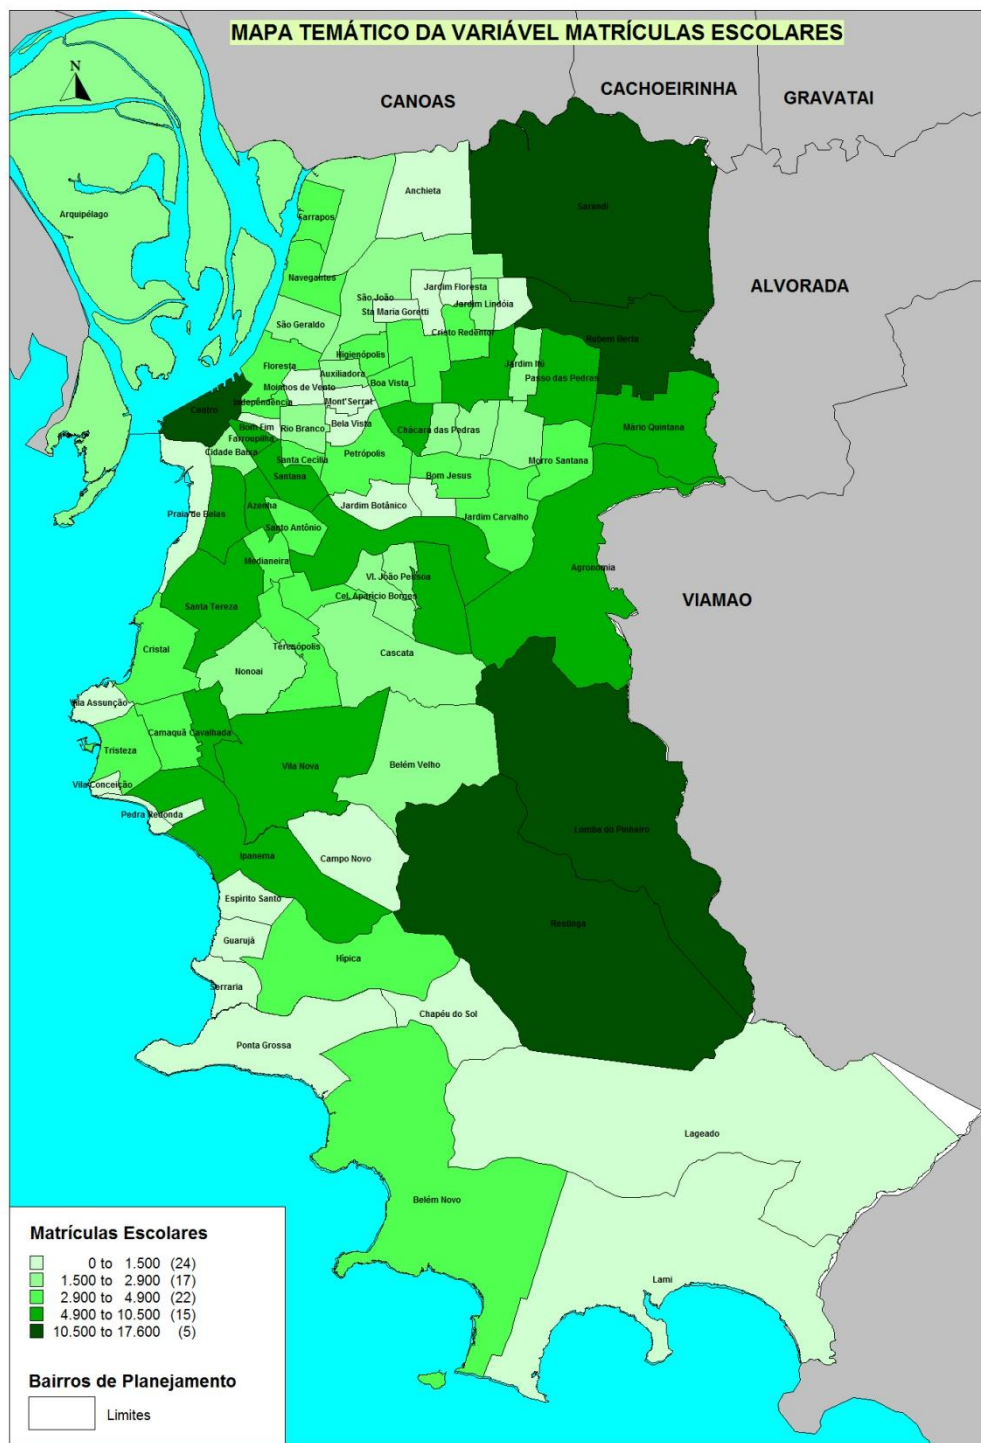 MAPA TEMÁTICO DA VARIÁVEL MATRÍCULAS ESCOLARES
N
CANOAS
CACHOEIRINHA
GRAVATAI
Anchieta
Sarandi
Arquipélago
Farrapos
ALVORADA
Navegantes
Jardim Floresta
São João
Jardim Lindóia
Sta Maria Goretti
São Geraldo
Cristo Redentor
Rubem Berta
Higienópolis
Floresta
Jardim Itú
Auxiliadora
Passo das Pedras
Boa Vista
Moinhos de Vento
Independência
Mont'Serrat
Centro
Bela Vista
Bom Fim
Rio Branco
Chácara das Pedras
Mário Quintana
Farroupilha
Cidade Baixa
Petrópolis
Santa Cecília
Morro Santana
Santana
Bom Jesus
Azenha
Jardim Botânico
Praia de Belas
Jardim Carvalho
Santo Antônio
Medianeira
Agronomia
Vl. João Pessoa
Cel. Aparício Borges
VIAMAO
Santa Tereza
Cristal
Teresópolis
Cascata
Nonoai
Vila Assunção
Camaquã
Cavalhada
Tristeza
Vila Nova
Belém Velho
Vila Conceição
Pedra Redonda
Lomba do Pinheiro
Ipanema
Campo Novo
Espírito Santo
Restinga
Guarujá
Hípica
Serraria
Chapéu do Sol
Ponta Grossa
Lageado
Belém Novo
Lami
Matrículas Escolares
0 to 1.500 (24)
1.500 to 2.900 (17)
2.900 to 4.900 (22)
4.900 to 10.500 (15)
10.500 to 17.600 (5)
Bairros de Planejamento
Limites